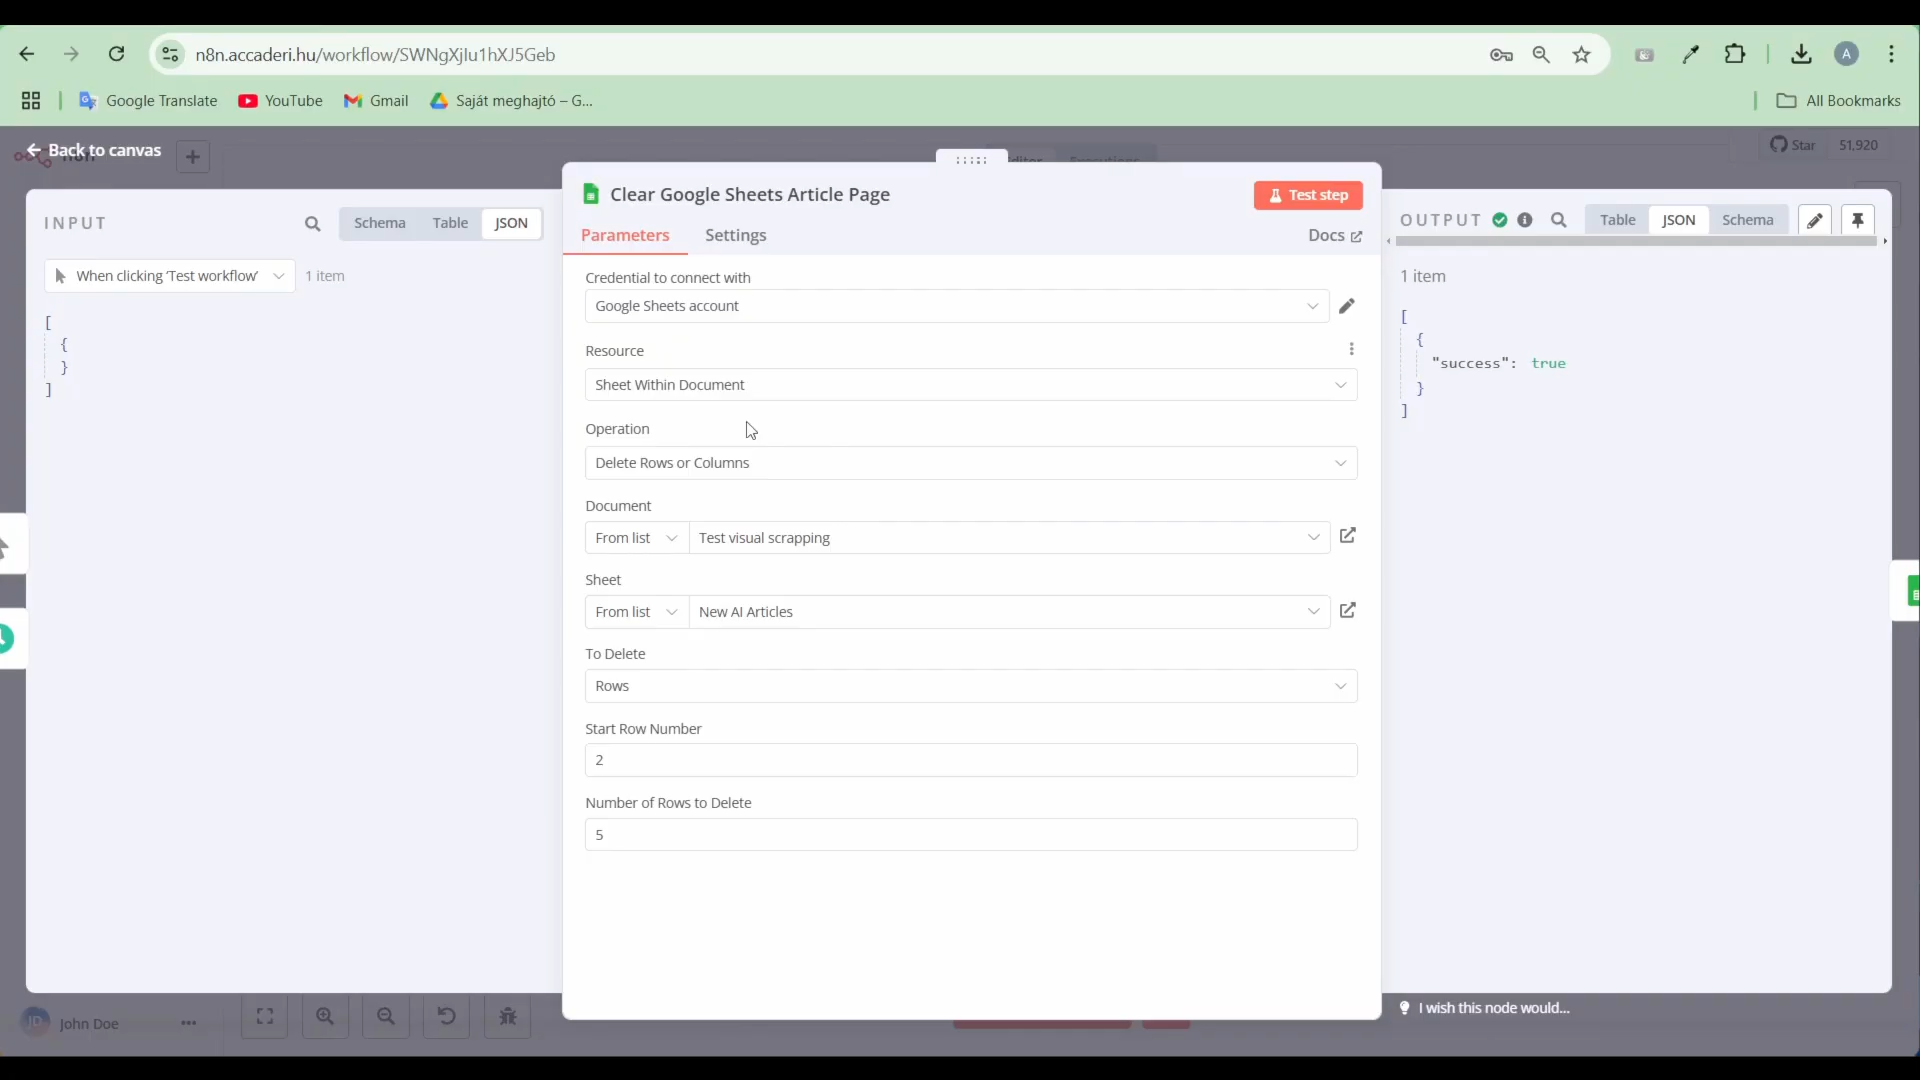 n8n.accaderi.hu/workflow/SWNgXjIu1hXJ5Geb
A
Google Translate
YouTube
Gmail
Saját meghajtó – G...
All Bookmarks
Back to canvas
Star
51,920
Clear Google Sheets Article Page
Test step
INPUT
Schema
Table
JSON
Parameters
Settings
Docs
OUTPUT
Table
JSON
Schema
When clicking 'Test workflow'
1 item
[
{
}
]
Credential to connect with
Google Sheets account
Resource
Sheet Within Document
Operation
Delete Rows or Columns
Document
From list
Test visual scrapping
Sheet
From list
New AI Articles
To Delete
Rows
Start Row Number
2
Number of Rows to Delete
5
1 item
[
{
"success": true
}
]
JD
John Doe
I wish this node would...